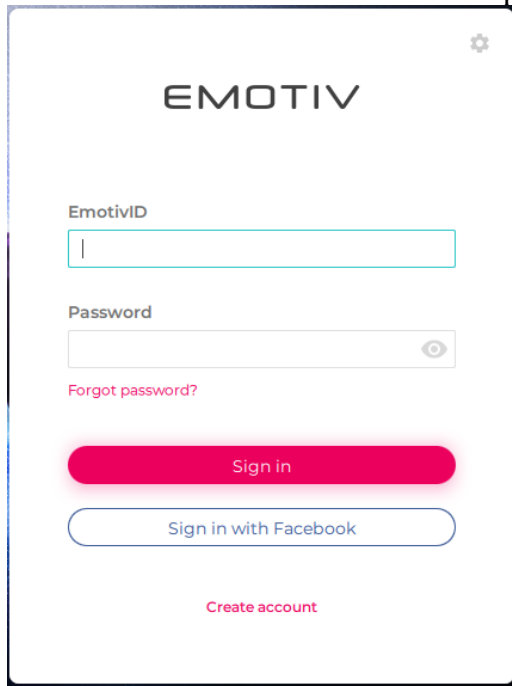 EMOTIV
EmotivID
Password
Forgot password?
Sign in
Sign in with Facebook
Create account